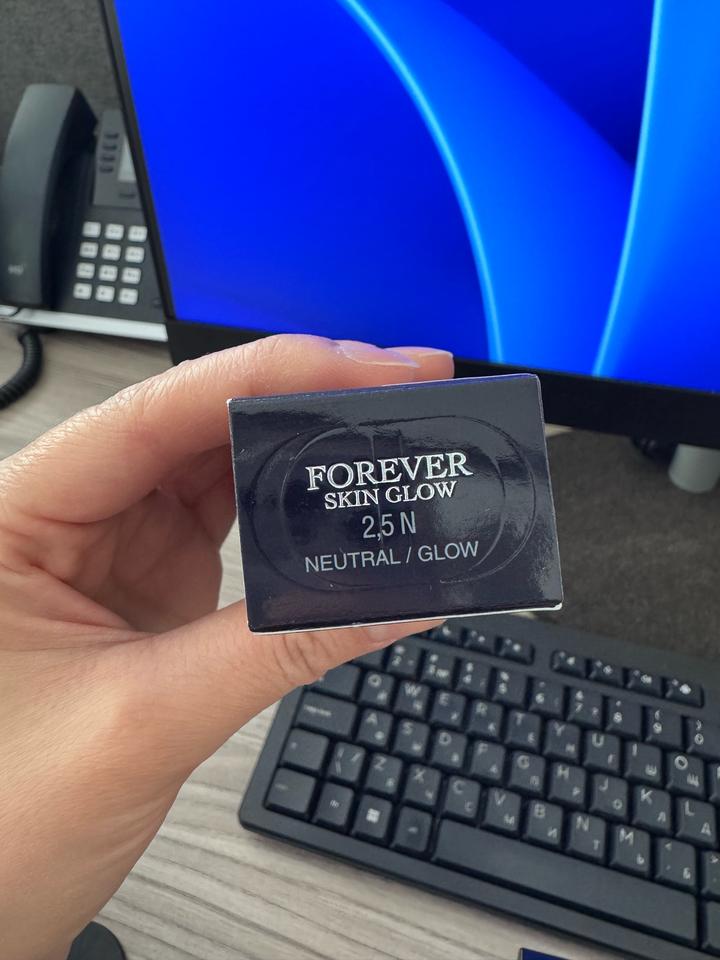 FOREVER
SKIN GLOW
2,5 N
NEUTRAL / GLOW
Q W E R T Y U I O
A S D F G H J K L
Z X C V B N M